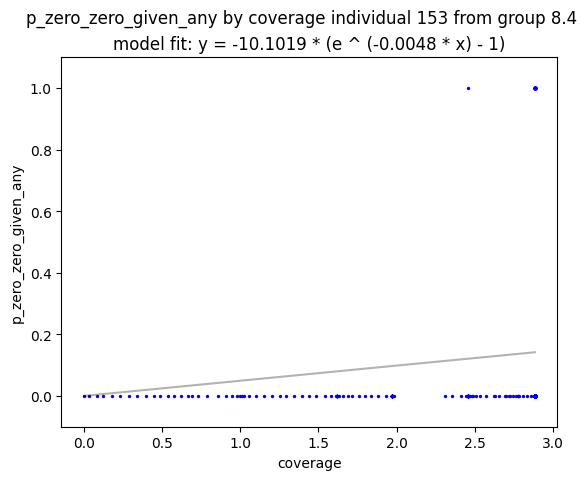 p_zero_zero_given_any by coverage individual 153 from group 8.4
model fit: y = -10.1019 * (e ^ (-0.0048 * x) - 1)
p_zero_zero_given_any
1.0
0.8
0.6
0.4
0.2
0.0
0.0 0.5 1.0 1.5 2.0 2.5 3.0
coverage